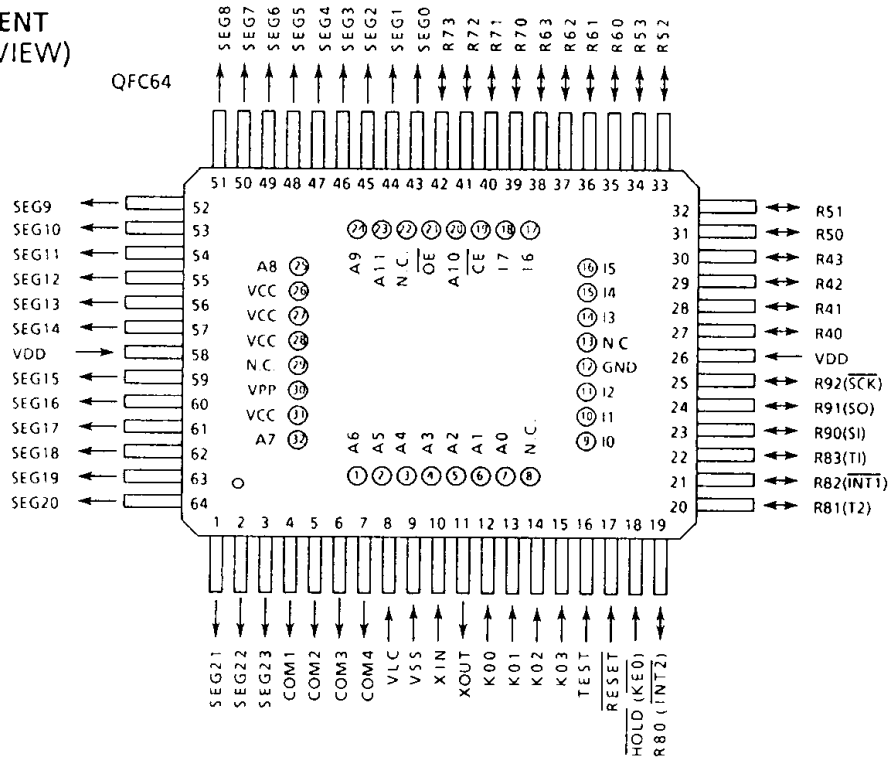 ENT
VIEW)
QFC64
SEG8 SEG7 SEG6 SEG5 SEG4 SEG3 SEG2 SEG1 SEG0 R73 R72 R71 R70 R63 R62 R61 R60 R53 R52
51 50 49 48 47 46 45 44 43 42 41 40 39 38 37 36 35 34 33
SEG9 52
SEG10 53
SEG11 54
SEG12 55
SEG13 56
SEG14 57
VDD 58
SEG15 59
SEG16 60
SEG17 61
SEG18 62
SEG19 63
SEG20 64
24 23 22 21 20 19 18 17
A9 A11 N.C. OE A10 CE I7 I6
A8 25
VCC 26
VCC 27
VCC 28
N.C. 29
VPP 30
VCC 31
A7 32
16 I5
15 I4
14 I3
13 N C
12 GND
11 I2
10 I1
9 I0
A6 A5 A4 A3 A2 A1 A0 N.C.
1 2 3 4 5 6 7 8
32 R51
31 R50
30 R43
29 R42
28 R41
27 R40
26 VDD
25 R92(SCK)
24 R91(SO)
23 R90(SI)
22 R83(TI)
21 R82(INT1)
20 R81(T2)
1 2 3 4 5 6 7 8 9 10 11 12 13 14 15 16 17 18 19
SEG21 SEG22 SEG23 COM1 COM2 COM3 COM4 VLC VSS XIN XOUT K00 K01 K02 K03 TEST RESET HOLD (KE0) R80 (INT2)